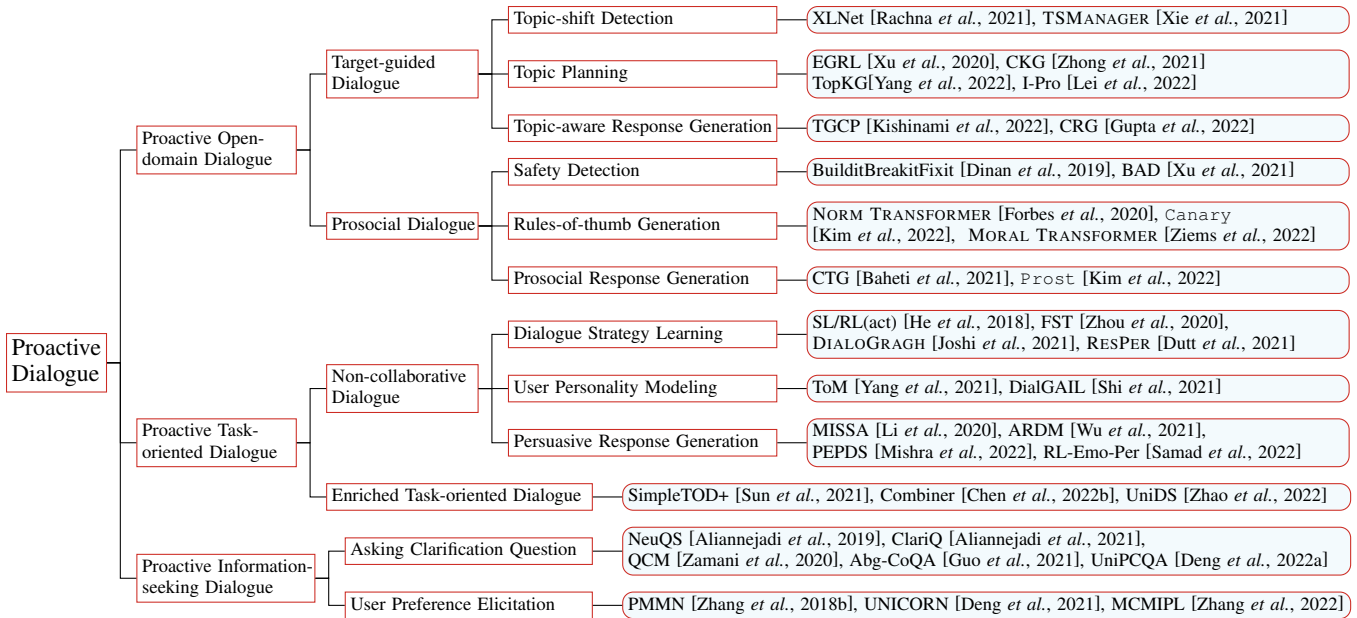 Topic-shift Detection
XLNet [Rachna et al., 2021], TSMANAGER [Xie et al., 2021]
Target-guided
Dialogue
Topic Planning
EGRL [Xu et al., 2020], CKG [Zhong et al., 2021]
TopKG[Yang et al., 2022], I-Pro [Lei et al., 2022]
Topic-aware Response Generation
TGCP [Kishinami et al., 2022], CRG [Gupta et al., 2022]
Proactive Open-
domain Dialogue
Safety Detection
BuilditBreakitFixit [Dinan et al., 2019], BAD [Xu et al., 2021]
Prosocial Dialogue
Rules-of-thumb Generation
NORM TRANSFORMER [Forbes et al., 2020], Canary
[Kim et al., 2022], MORAL TRANSFORMER [Ziems et al., 2022]
Prosocial Response Generation
CTG [Baheti et al., 2021], Prost [Kim et al., 2022]
Proactive
Dialogue
Dialogue Strategy Learning
SL/RL(act) [He et al., 2018], FST [Zhou et al., 2020],
DIALOGRAGH [Joshi et al., 2021], RESPER [Dutt et al., 2021]
Non-collaborative
Dialogue
User Personality Modeling
ToM [Yang et al., 2021], DialGAIL [Shi et al., 2021]
Proactive Task-
oriented Dialogue
Persuasive Response Generation
MISSA [Li et al., 2020], ARDM [Wu et al., 2021],
PEPDS [Mishra et al., 2022], RL-Emo-Per [Samad et al., 2022]
Enriched Task-oriented Dialogue
SimpleTOD+ [Sun et al., 2021], Combiner [Chen et al., 2022b], UniDS [Zhao et al., 2022]
Proactive Information-
seeking Dialogue
Asking Clarification Question
NeuQS [Aliannejadi et al., 2019], ClariQ [Aliannejadi et al., 2021],
QCM [Zamani et al., 2020], Abg-CoQA [Guo et al., 2021], UniPCQA [Deng et al., 2022a]
User Preference Elicitation
PMMN [Zhang et al., 2018b], UNICORN [Deng et al., 2021], MCMIPL [Zhang et al., 2022]